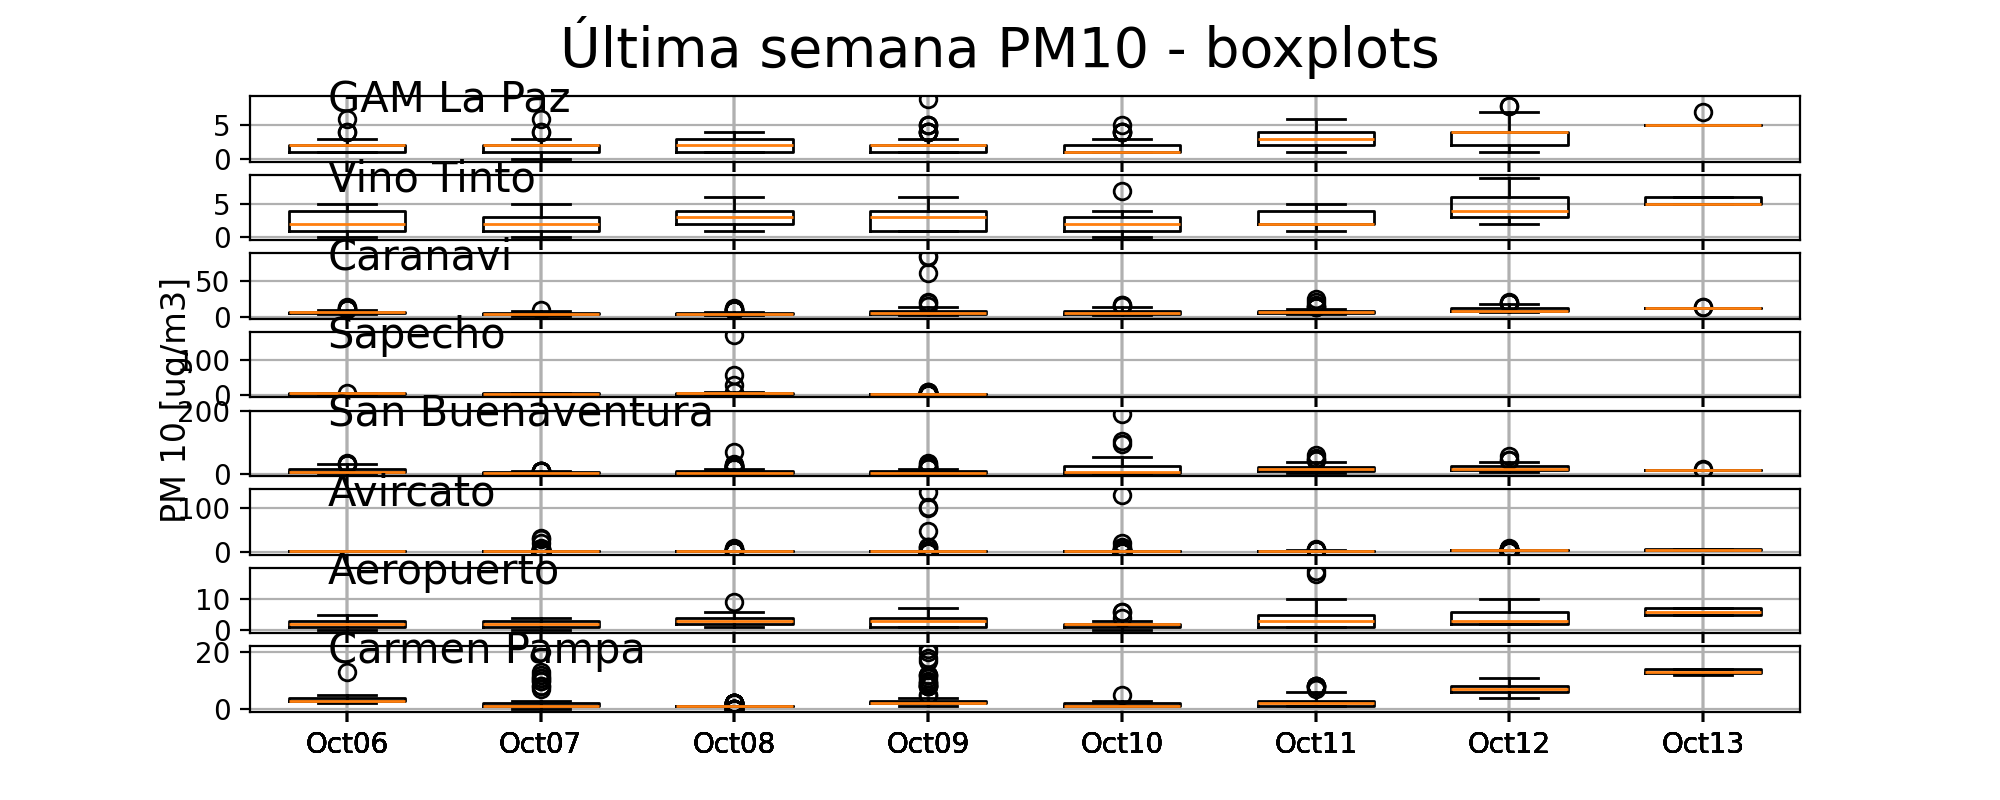 Última semana PM10 - boxplots
GAM La Paz
5
0
Vino Tinto
5
0
Caranavi
50
0
Sapecho
100
0
San Buenaventura
200
0
Avircato
100
0
Aeropuerto
10
0
Carmen Pampa
20
0
PM 10 [ug/m3]
Oct06 Oct07 Oct08 Oct09 Oct10 Oct11 Oct12 Oct13